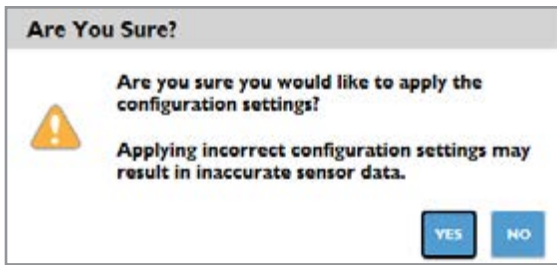 Are You Sure?
Are you sure you would like to apply the
configuration settings?
Applying incorrect configuration settings may
result in inaccurate sensor data.
YES NO